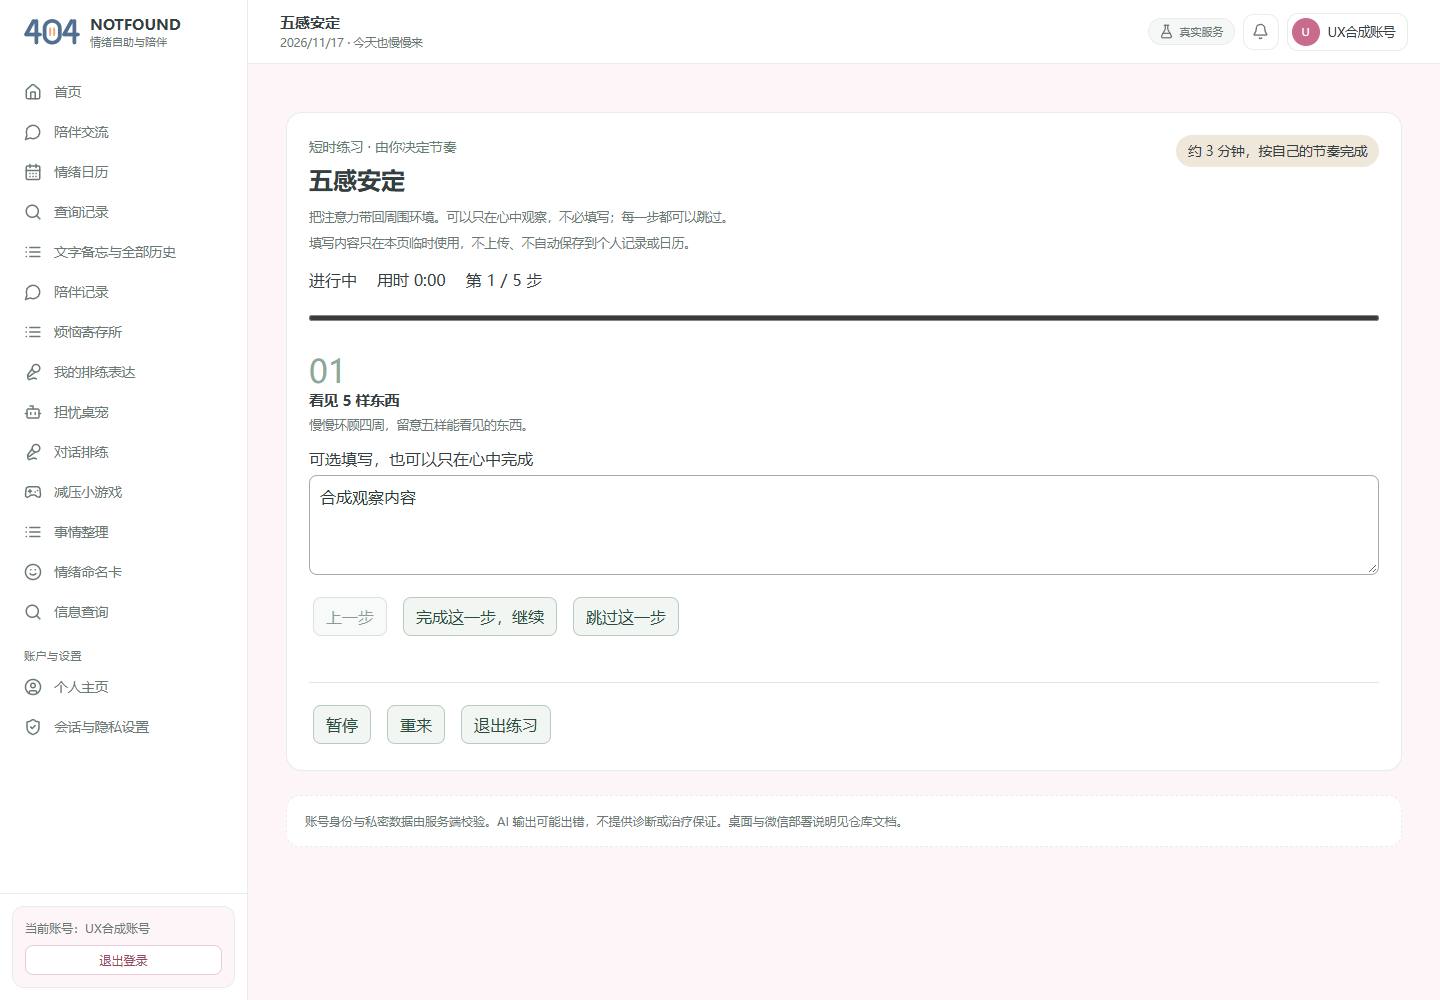 404 NOTFOUND
情绪自助与陪伴
首页
陪伴交流
情绪日历
查询记录
文字备忘与全部历史
陪伴记录
烦恼寄存所
我的排练表达
担忧桌宠
对话排练
减压小游戏
事情整理
情绪命名卡
信息查询
账户与设置
个人主页
会话与隐私设置
当前账号：UX合成账号
退出登录
五感安定
2026/11/17 · 今天也慢慢来
真实服务
U
UX合成账号
短时练习 · 由你决定节奏
约 3 分钟，按自己的节奏完成
五感安定
把注意力带回周围环境。可以只在心中观察，不必填写；每一步都可以跳过。
填写内容只在本页临时使用，不上传、不自动保存到个人记录或日历。
进行中 用时 0:00 第 1 / 5 步
01
看见 5 样东西
慢慢环顾四周，留意五样能看见的东西。
可选填写，也可以只在心中完成
合成观察内容
上一步 完成这一步，继续 跳过这一步
暂停 重来 退出练习
账号身份与私密数据由服务端校验。AI 输出可能出错，不提供诊断或治疗保证。桌面与微信部署说明见仓库文档。